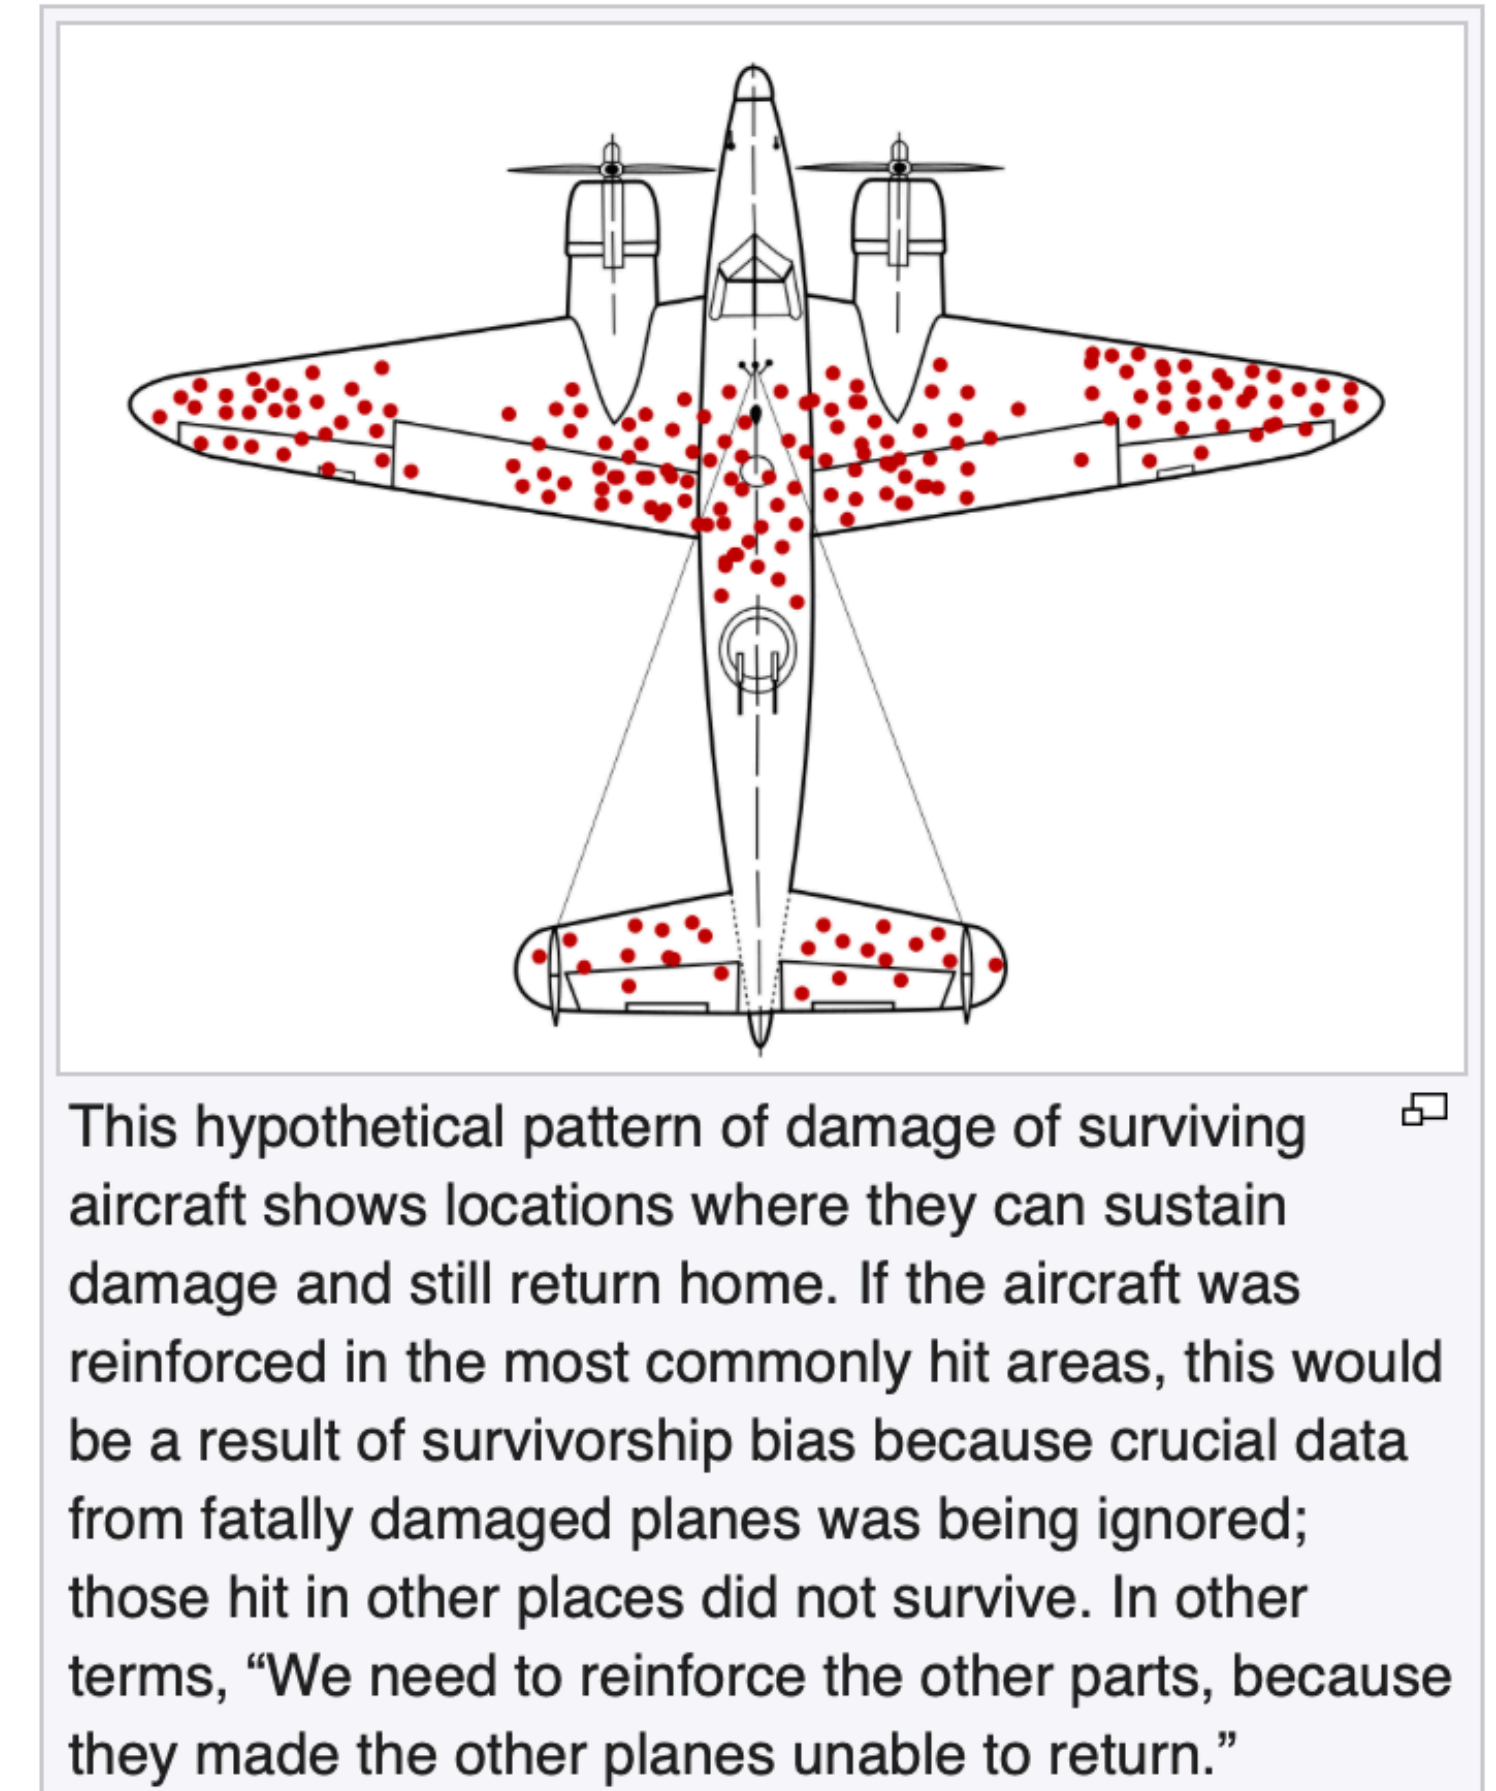 This hypothetical pattern of damage of surviving
aircraft shows locations where they can sustain
damage and still return home. If the aircraft was
reinforced in the most commonly hit areas, this would
be a result of survivorship bias because crucial data
from fatally damaged planes was being ignored;
those hit in other places did not survive. In other
terms, “We need to reinforce the other parts, because
they made the other planes unable to return.”